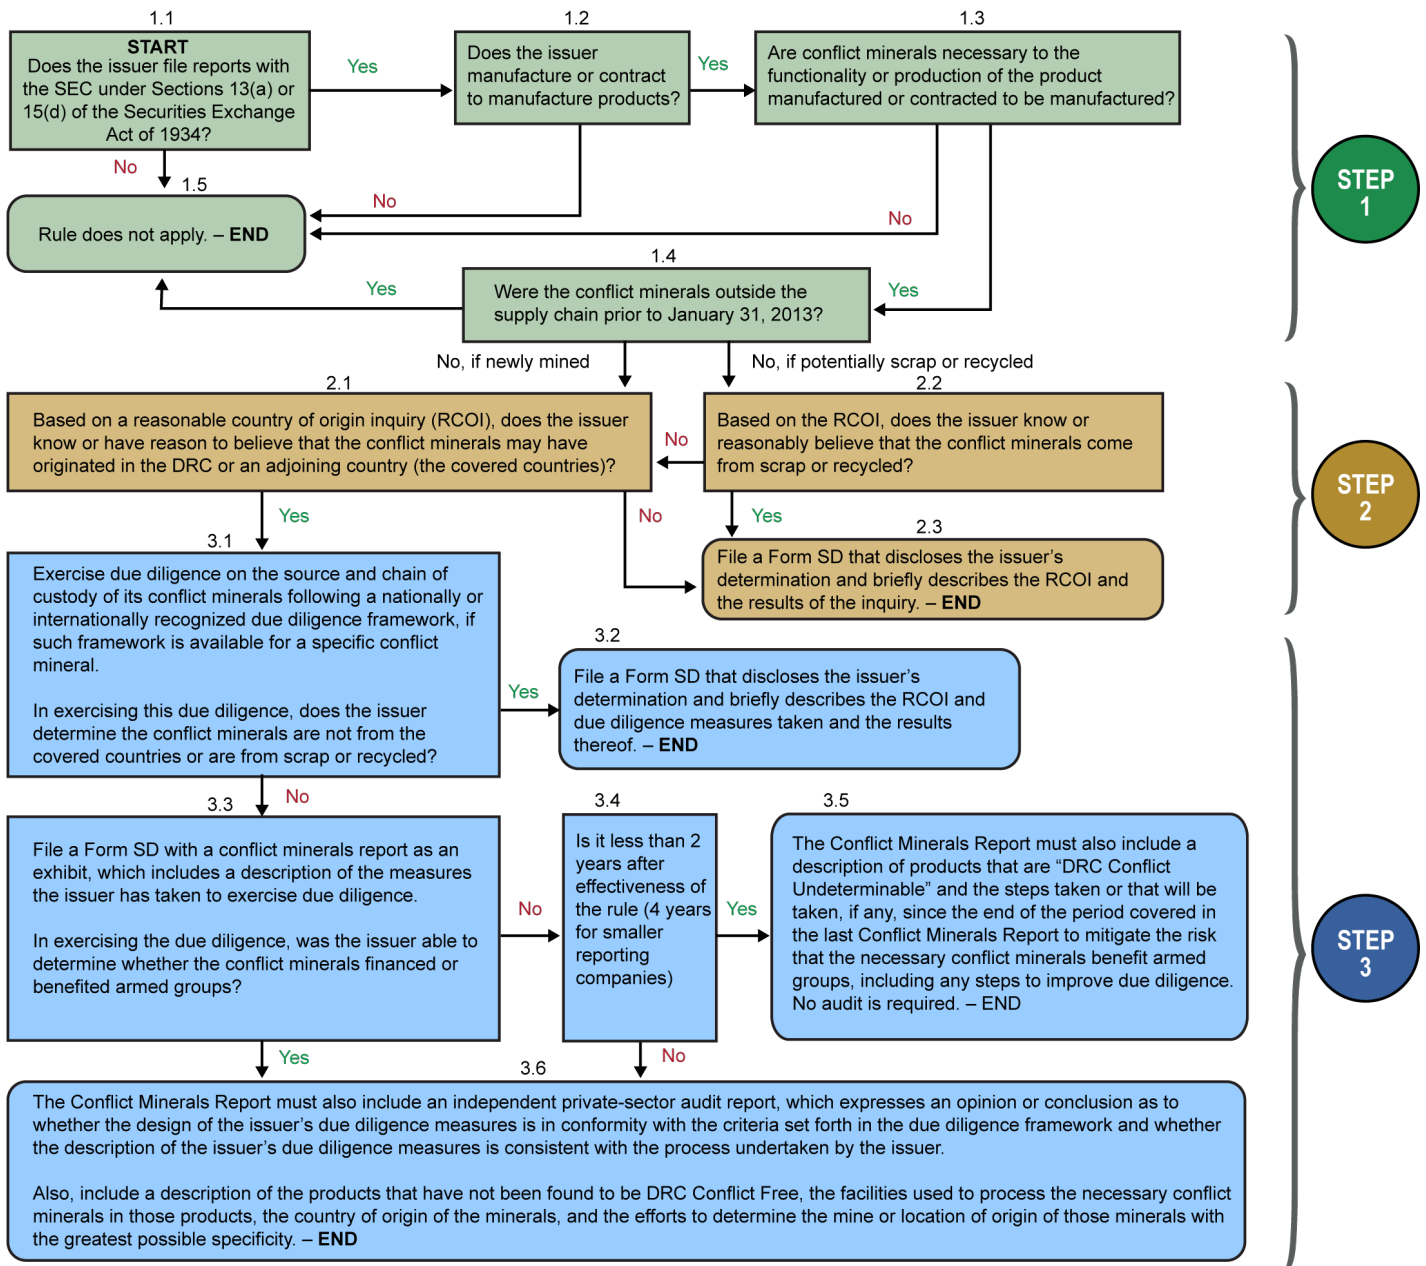 1.1
START
Does the issuer file reports with
the SEC under Sections 13(a) or
15(d) of the Securities Exchange
Act of 1934?
Yes
1.2
Does the issuer
manufacture or contract
to manufacture products?
Yes
1.3
Are conflict minerals necessary to the
functionality or production of the product
manufactured or contracted to be manufactured?
No
1.5
Rule does not apply. – END
No
No
STEP
1
1.4
Were the conflict minerals outside the
supply chain prior to January 31, 2013?
Yes
Yes
No, if newly mined
No, if potentially scrap or recycled
2.1
Based on a reasonable country of origin inquiry (RCOI), does the issuer
know or have reason to believe that the conflict minerals may have
originated in the DRC or an adjoining country (the covered countries)?
No
2.2
Based on the RCOI, does the issuer know or
reasonably believe that the conflict minerals come
from scrap or recycled?
STEP
2
Yes
No
Yes
2.3
File a Form SD that discloses the issuer’s
determination and briefly describes the RCOI and
the results of the inquiry. – END
3.1
Exercise due diligence on the source and chain of
custody of its conflict minerals following a nationally or
internationally recognized due diligence framework, if
such framework is available for a specific conflict
mineral.
In exercising this due diligence, does the issuer
determine the conflict minerals are not from the
covered countries or are from scrap or recycled?
Yes
3.2
File a Form SD that discloses the issuer’s
determination and briefly describes the RCOI and
due diligence measures taken and the results
thereof. – END
No
3.3
File a Form SD with a conflict minerals report as an
exhibit, which includes a description of the measures
the issuer has taken to exercise due diligence.
In exercising the due diligence, was the issuer able to
determine whether the conflict minerals financed or
benefited armed groups?
No
3.4
Is it less than 2
years after
effectiveness of
the rule (4 years
for smaller
reporting
companies)
Yes
3.5
The Conflict Minerals Report must also include a
description of products that are “DRC Conflict
Undeterminable” and the steps taken or that will be
taken, if any, since the end of the period covered in
the last Conflict Minerals Report to mitigate the risk
that the necessary conflict minerals benefit armed
groups, including any steps to improve due diligence.
No audit is required. – END
STEP
3
Yes
No
3.6
The Conflict Minerals Report must also include an independent private-sector audit report, which expresses an opinion or conclusion as to
whether the design of the issuer’s due diligence measures is in conformity with the criteria set forth in the due diligence framework and whether
the description of the issuer’s due diligence measures is consistent with the process undertaken by the issuer.
Also, include a description of the products that have not been found to be DRC Conflict Free, the facilities used to process the necessary conflict
minerals in those products, the country of origin of the minerals, and the efforts to determine the mine or location of origin of those minerals with
the greatest possible specificity. – END